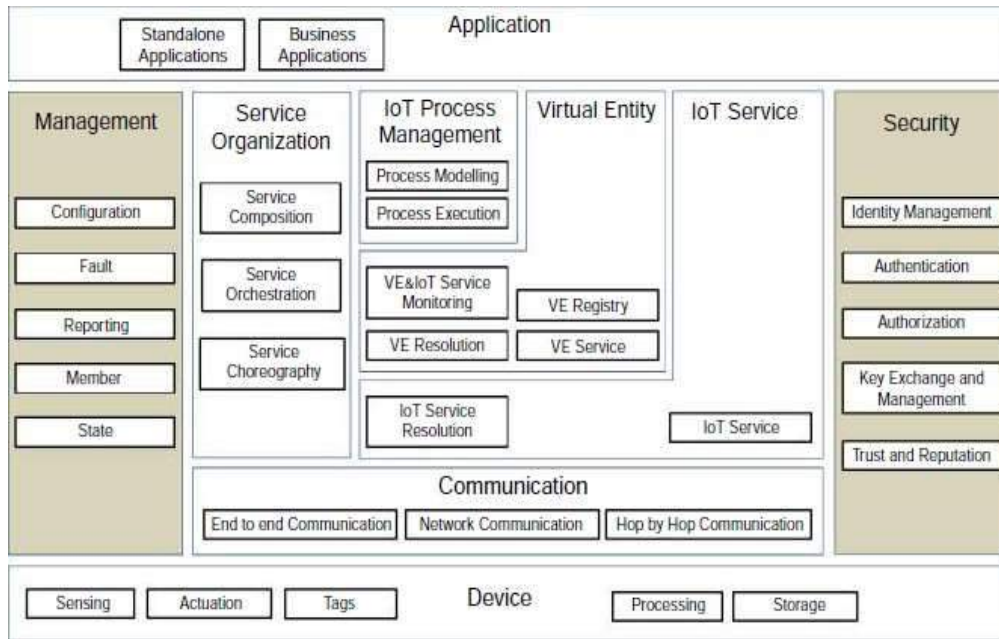 Application
Standalone
Applications
Business
Applications
Management
Configuration
Fault
Reporting
Member
State
Service
Organization
Service
Composition
Service
Orchestration
Service
Choreography
IoT Process
Management
Process Modelling
Process Execution
Virtual Entity
VE&IoT Service
Monitoring
VE Resolution
VE Registry
VE Service
IoT Service
IoT Service
Resolution
IoT Service
Security
Identity Management
Authentication
Authorization
Key Exchange and
Management
Trust and Reputation
Communication
End to end Communication
Network Communication
Hop by Hop Communication
Device
Sensing
Actuation
Tags
Processing
Storage